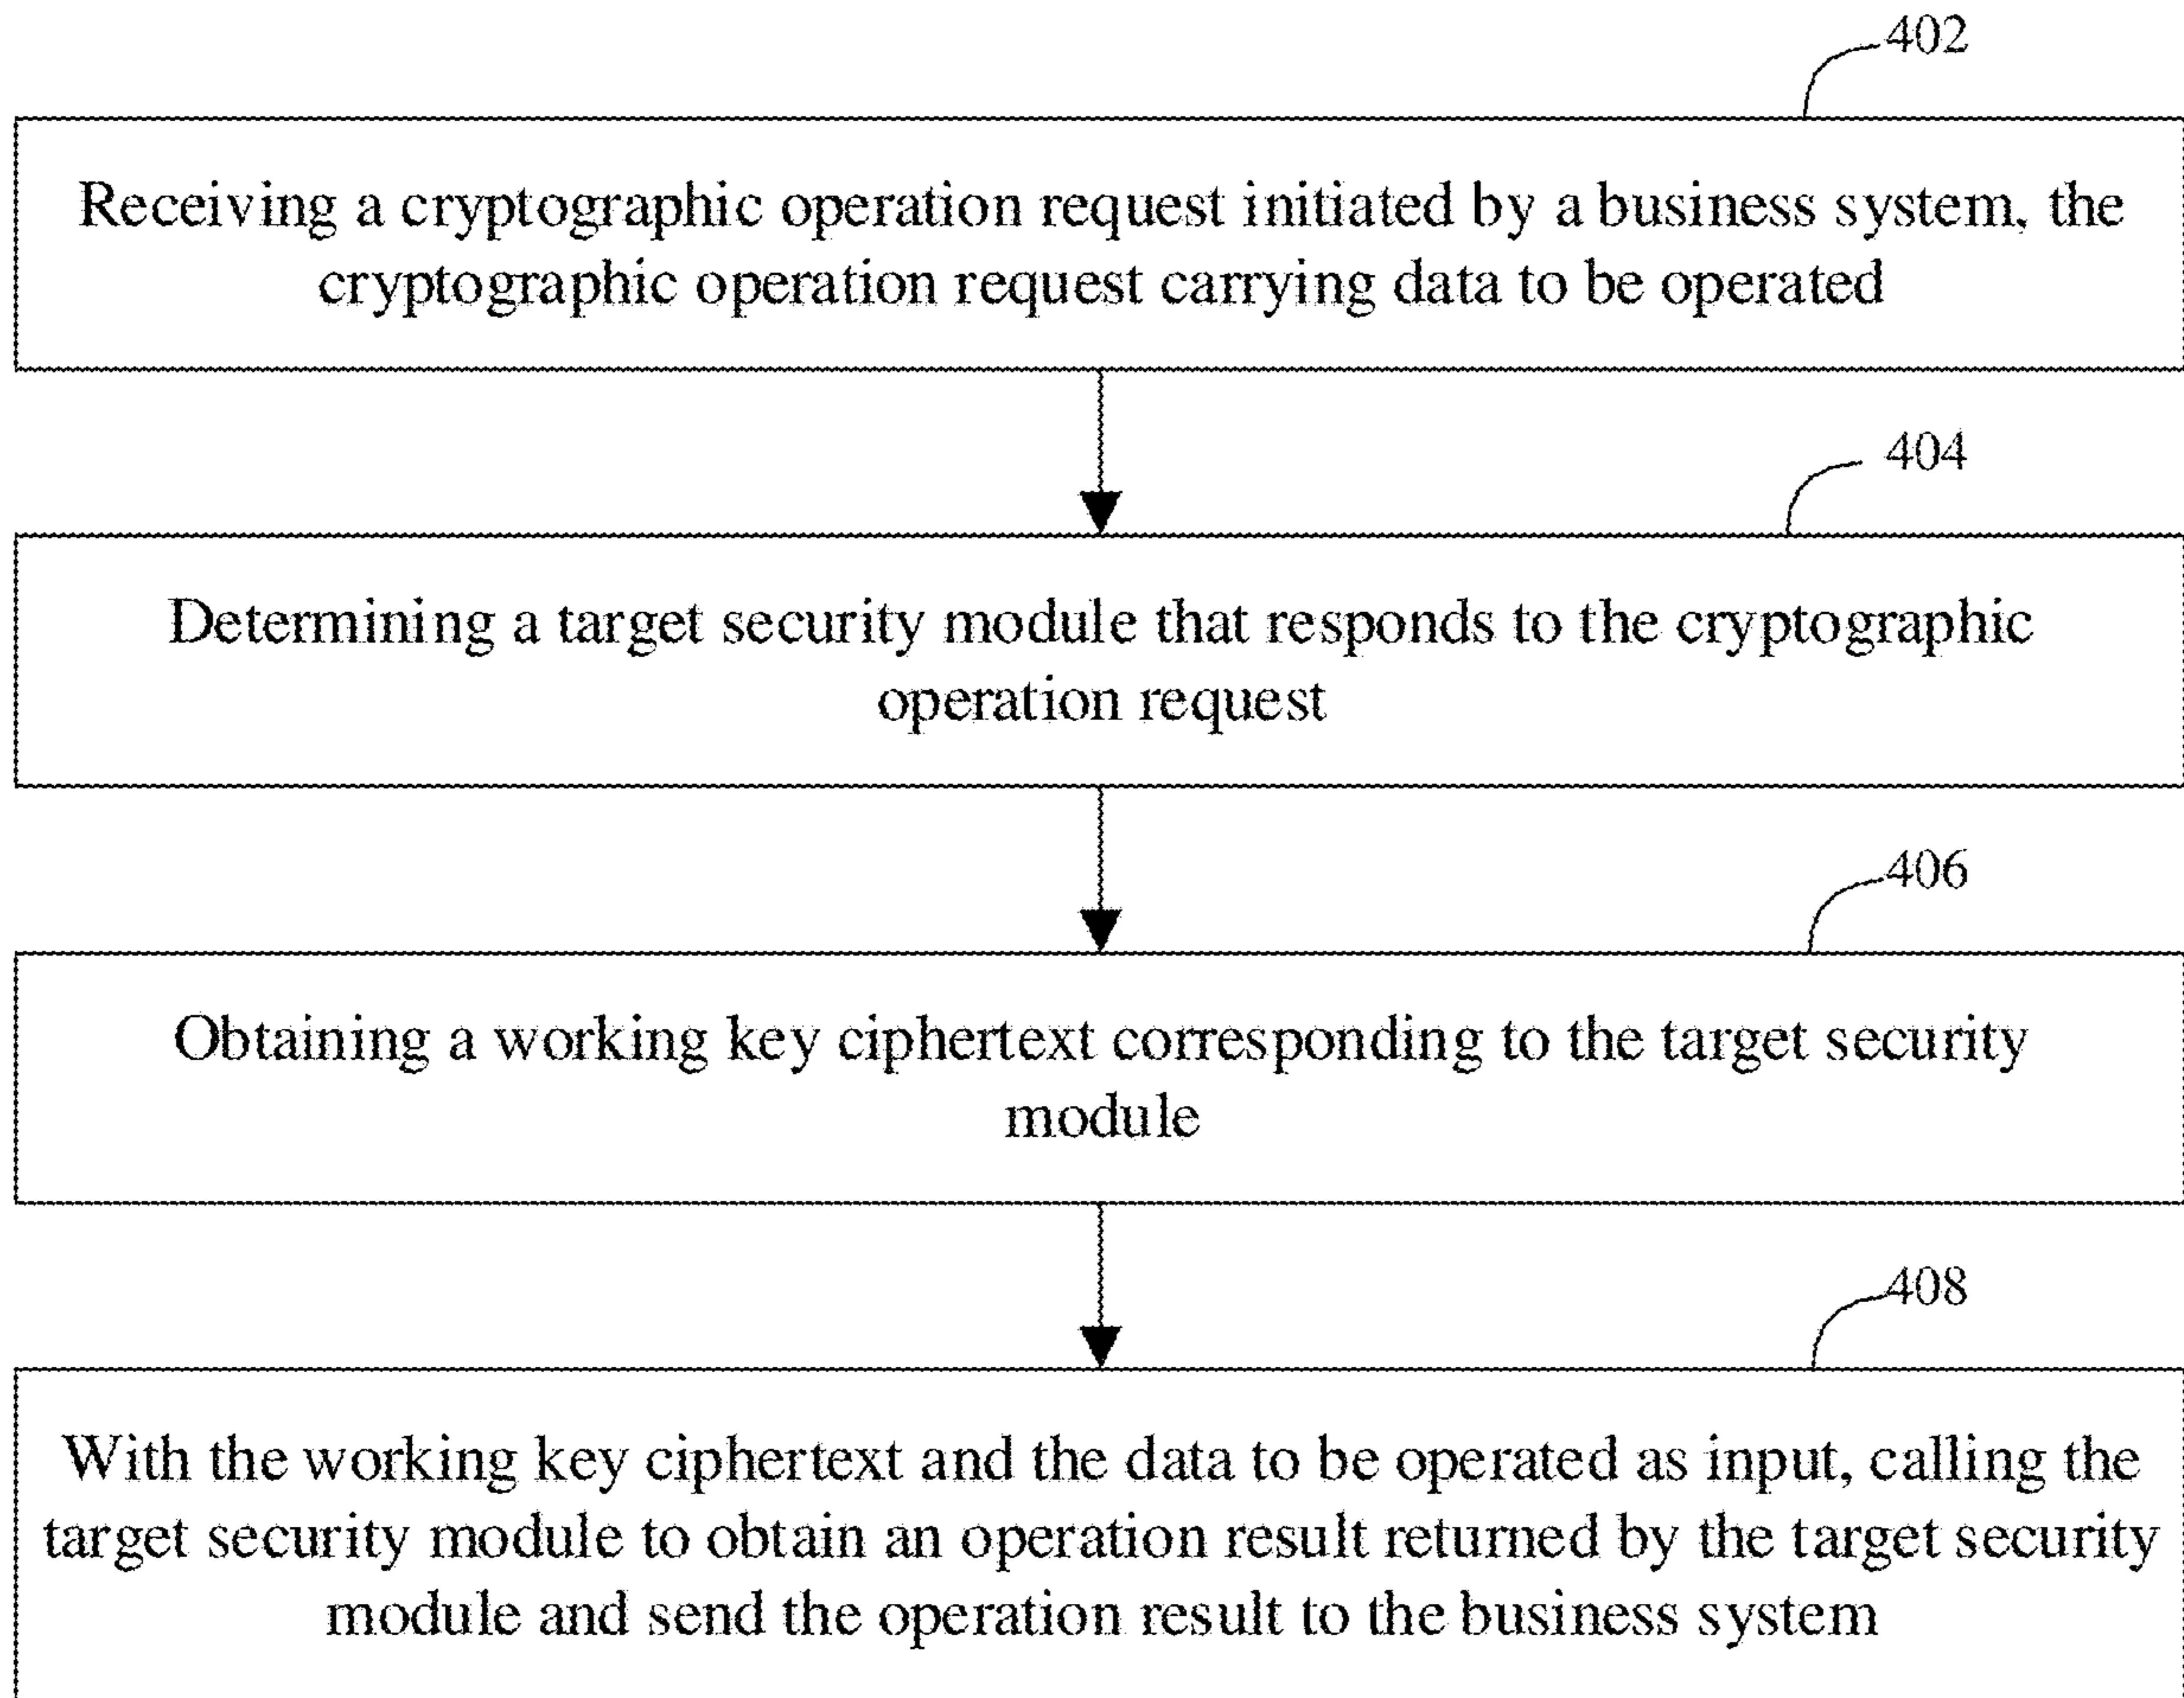 402
Receiving a cryptographic operation request initiated by a business system, the
cryptographic operation request carrying data to be operated
404
Determining a target security module that responds to the cryptographic
operation request
406
Obtaining a working key ciphertext corresponding to the target security
module
408
With the working key ciphertext and the data to be operated as input, calling the
target security module to obtain an operation result returned by the target security
module and send the operation result to the business system